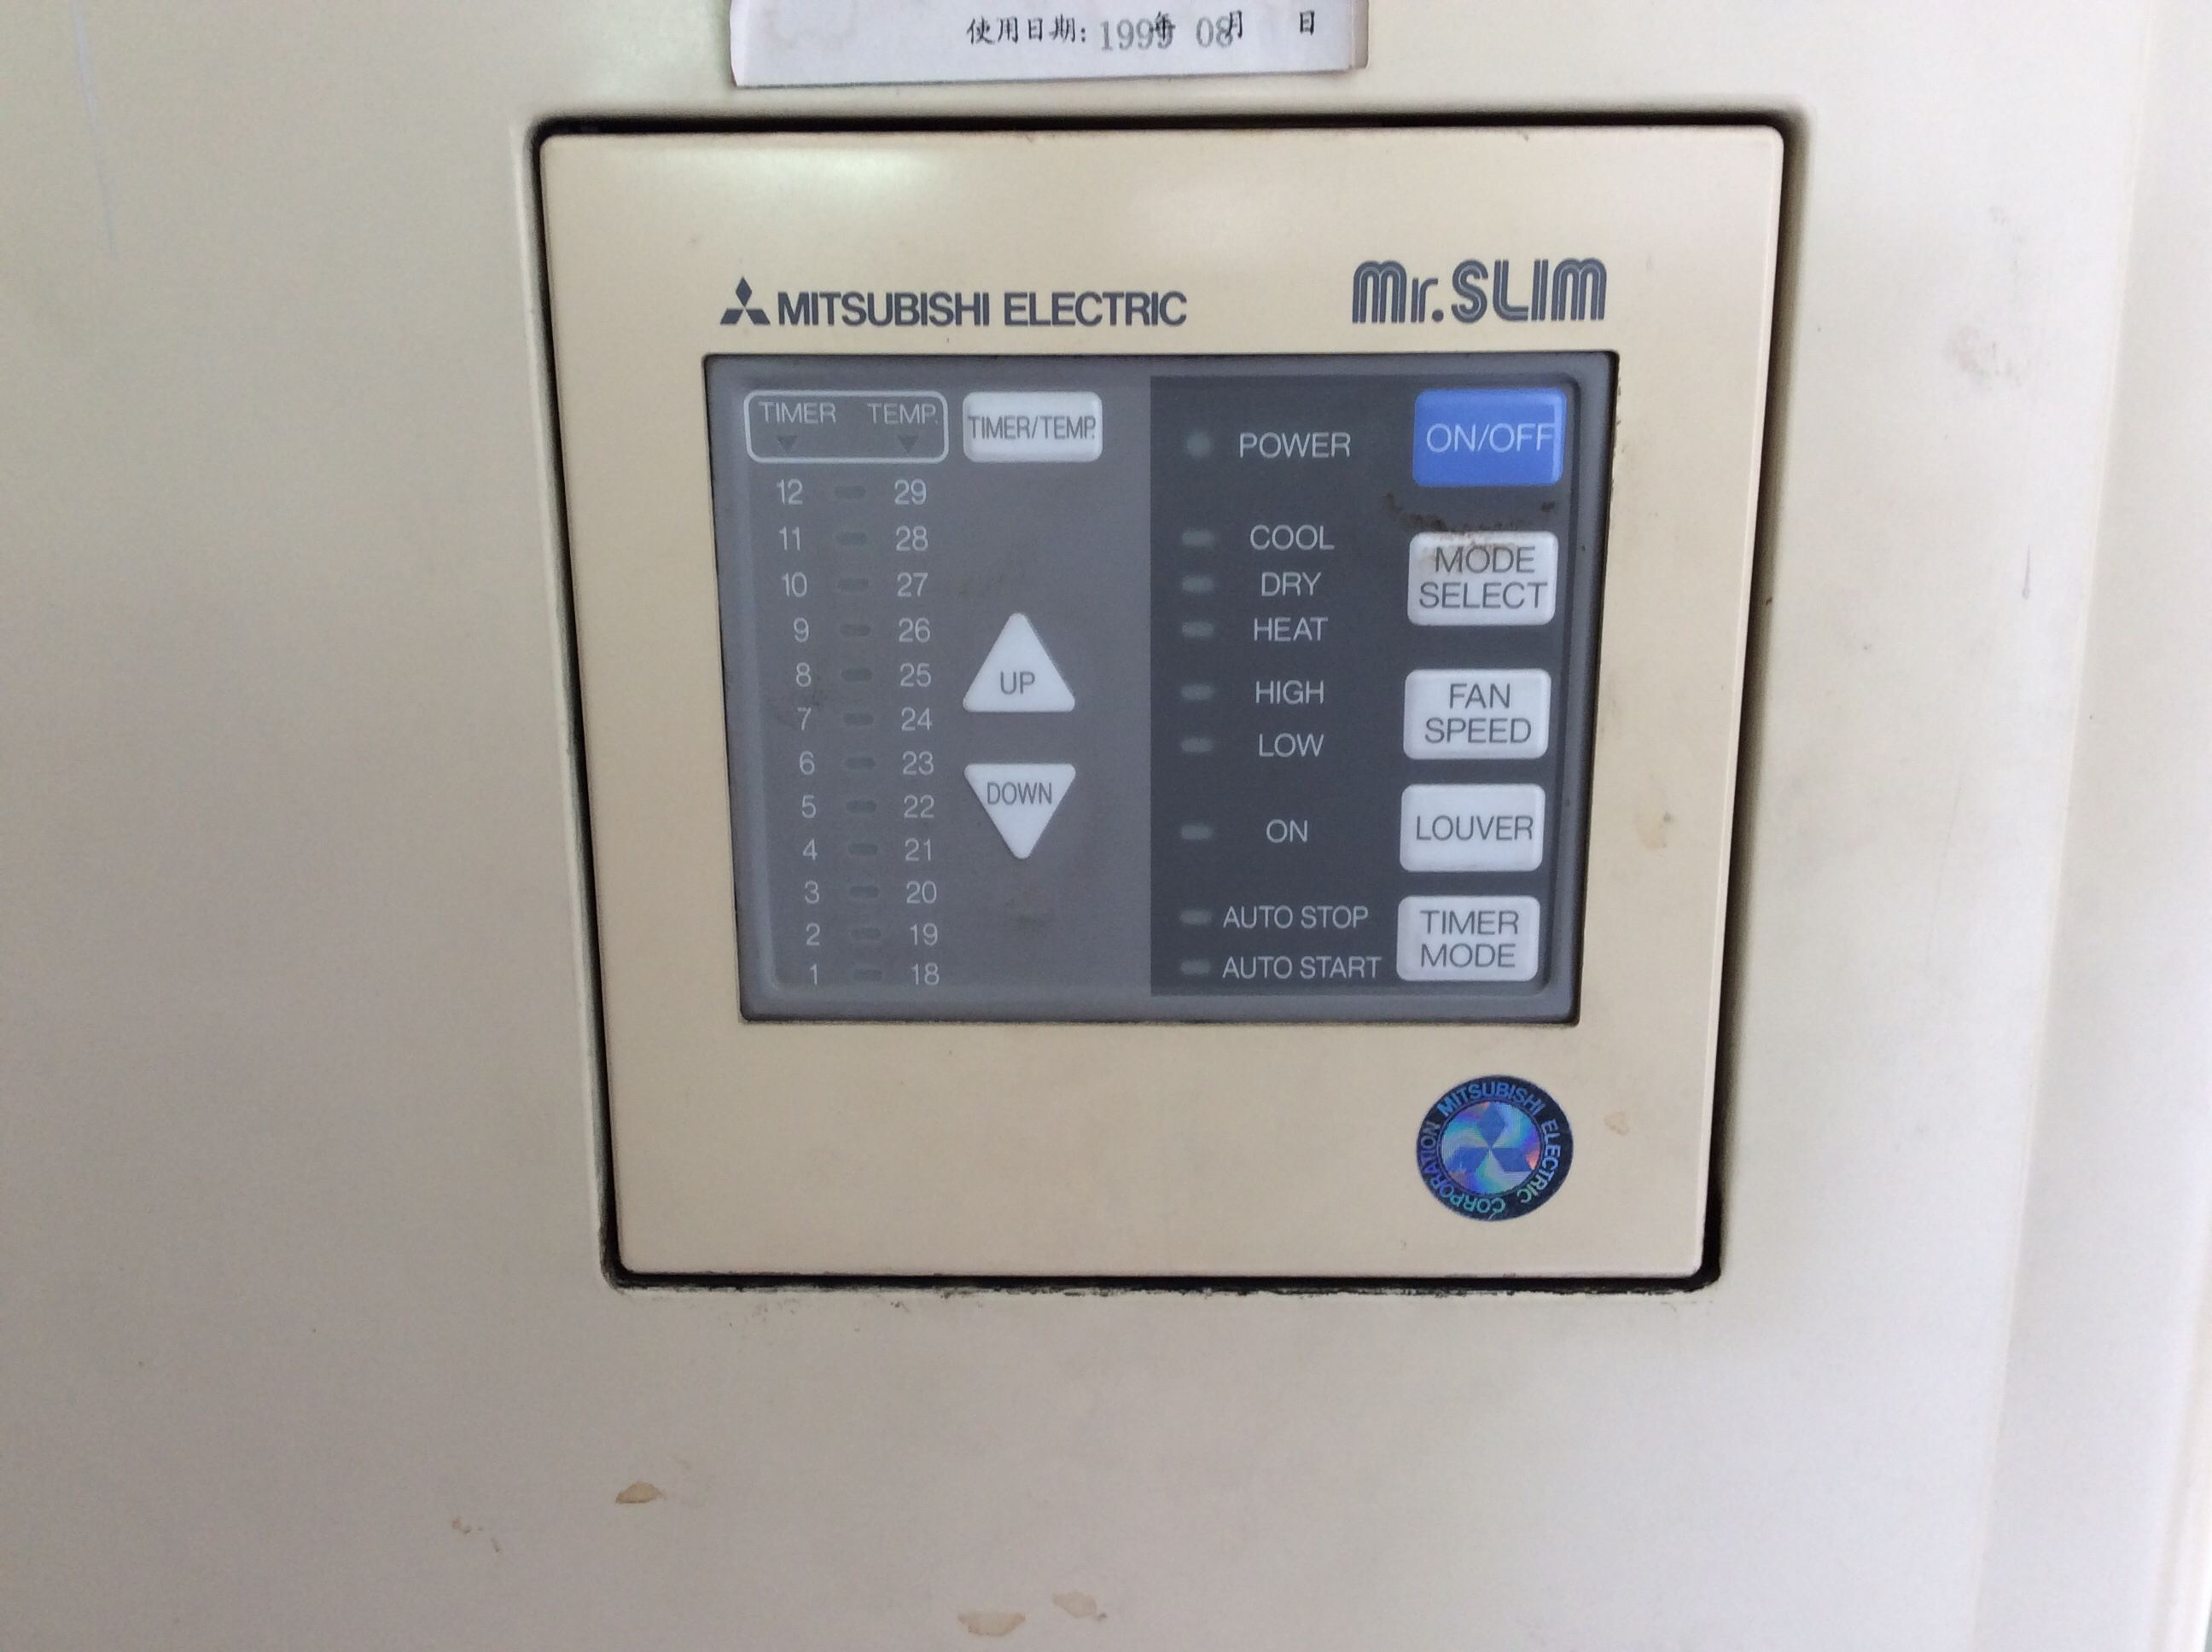 使用日期: 1999年 08月 日
MITSUBISHI ELECTRIC
Mr.SLIM
TIMER TEMP.
TIMER/TEMP.
12 29
11 28
10 27
9 26
8 25
7 24
6 23
5 22
4 21
3 20
2 19
1 18
UP
DOWN
POWER
ON/OFF
COOL
DRY
HEAT
MODE
SELECT
HIGH
LOW
FAN
SPEED
ON
LOUVER
AUTO STOP
AUTO START
TIMER
MODE
MITSUBISHI ELECTRIC CORPORATION